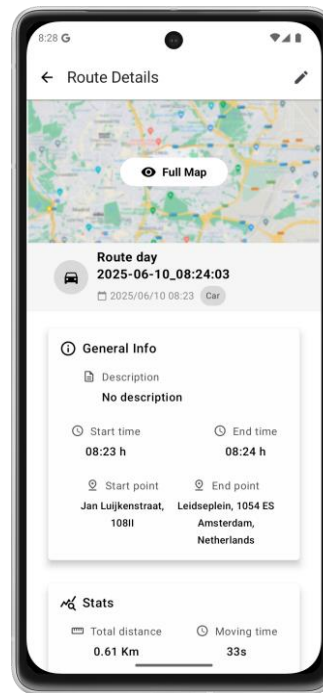 8:28 G
Route Details
Full Map
Route day
2025-06-10_08:24:03
2025/06/10 08:23 Car
General Info
Description
No description
Start time End time
08:23 h 08:24 h
Start point End point
Jan Luijkenstraat, Leidseplein, 1054 ES
108II Amsterdam,
Netherlands
Stats
Total distance Moving time
0.61 Km 33s